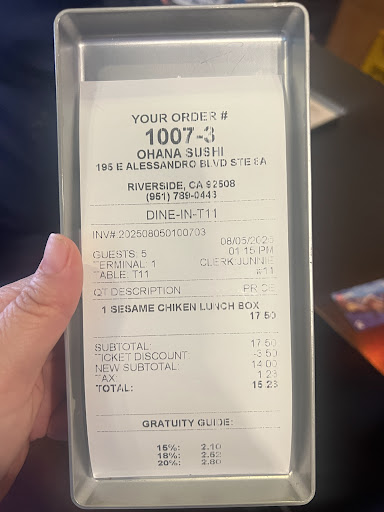 YOUR ORDER #
1007-3
OHANA SUSHI
195 E ALESSANDRO BLVD STE 8A
RIVERSIDE, CA 92508
(951) 789-0443
DINE-IN-T11
INV#:202508050100703
08/05/2025
GUESTS: 5 01:15 PM
TERMINAL: 1 CLERK JUNNIE
TABLE: T11 #11
QT DESCRIPTION PRICE
1 SESAME CHIKEN LUNCH BOX
17.50
SUBTOTAL: 17.50
TICKET DISCOUNT: -3.50
NEW SUBTOTAL: 14.00
TAX: 1.23
TOTAL: 15.23
GRATUITY GUIDE:
15%: 2.10
18%: 2.52
20%: 2.80